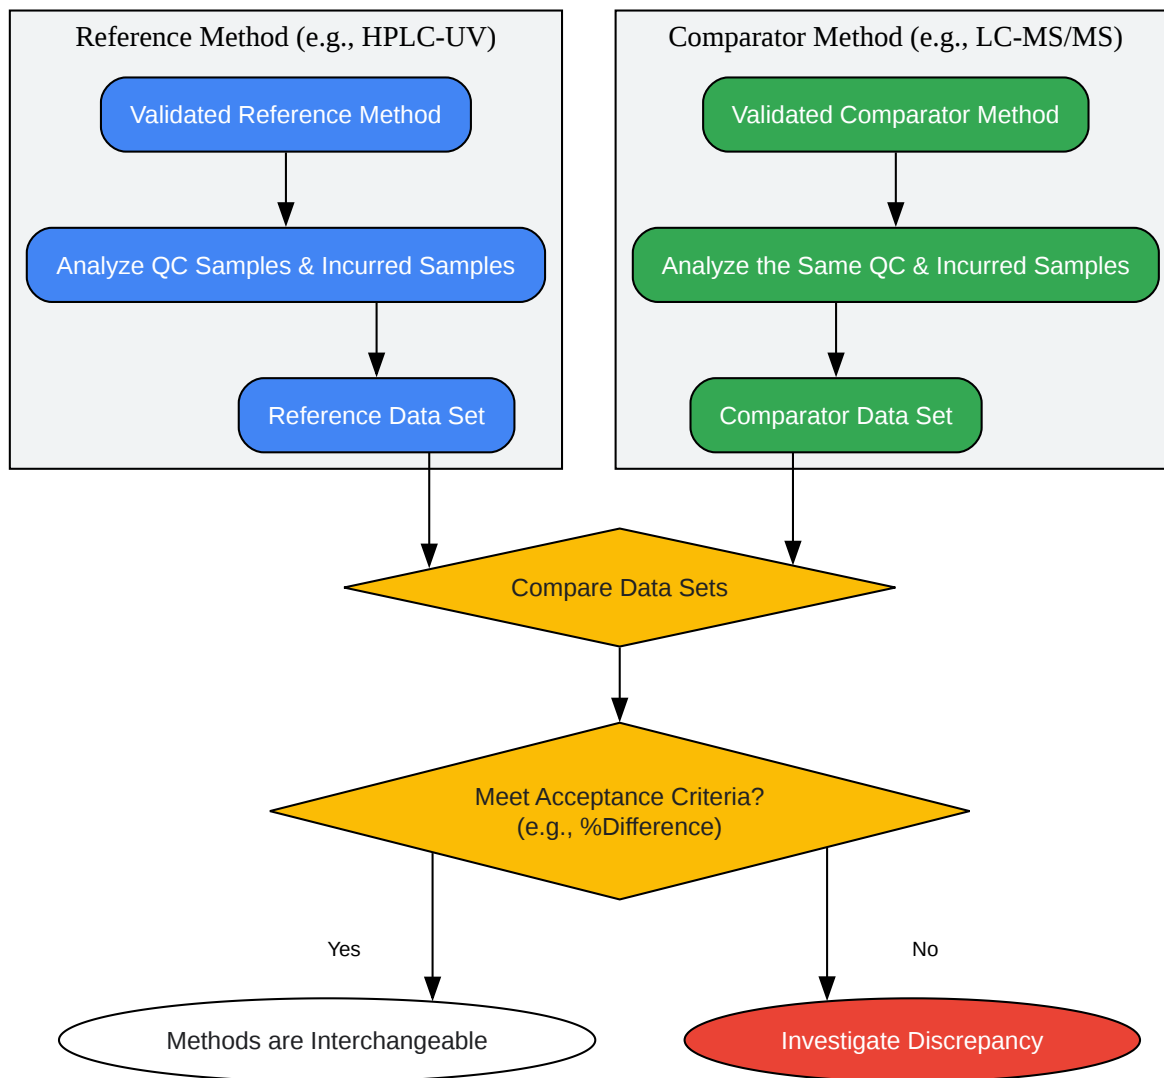 Reference Method (e.g., HPLC-UV)
Validated Reference Method
Analyze QC Samples & Incurred Samples
Reference Data Set
Comparator Method (e.g., LC-MS/MS)
Validated Comparator Method
Analyze the Same QC & Incurred Samples
Comparator Data Set
Compare Data Sets
Meet Acceptance Criteria?
(e.g., %Difference)
Yes
No
Methods are Interchangeable
Investigate Discrepancy